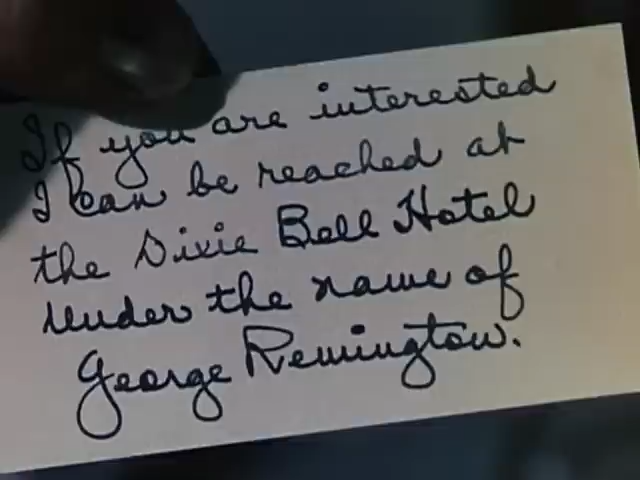 If you are interested
I can be reached at
the Dixie Bell Hotel
under the name of
George Remington.